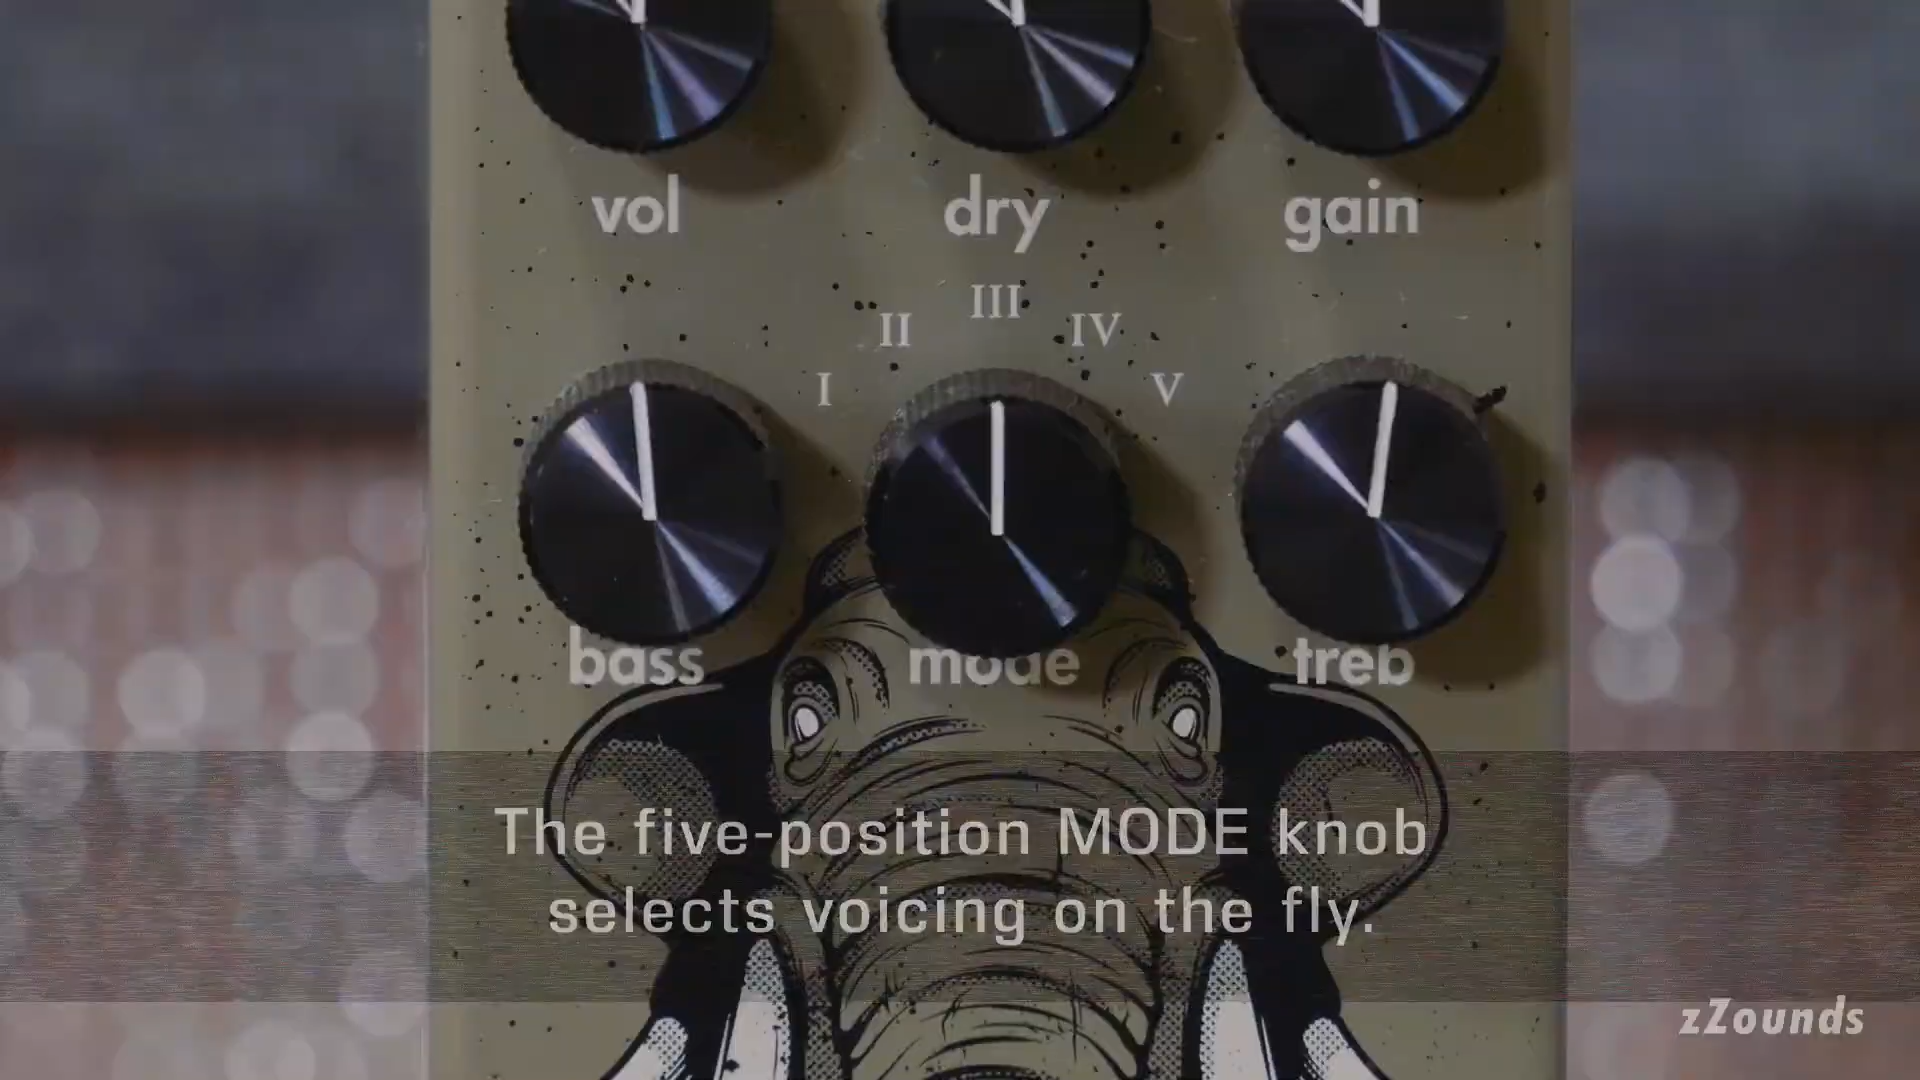 vol dry gain
III
II IV
I V
bass mode treb
The five-position MODE knob
selects voicing on the fly.
zZounds